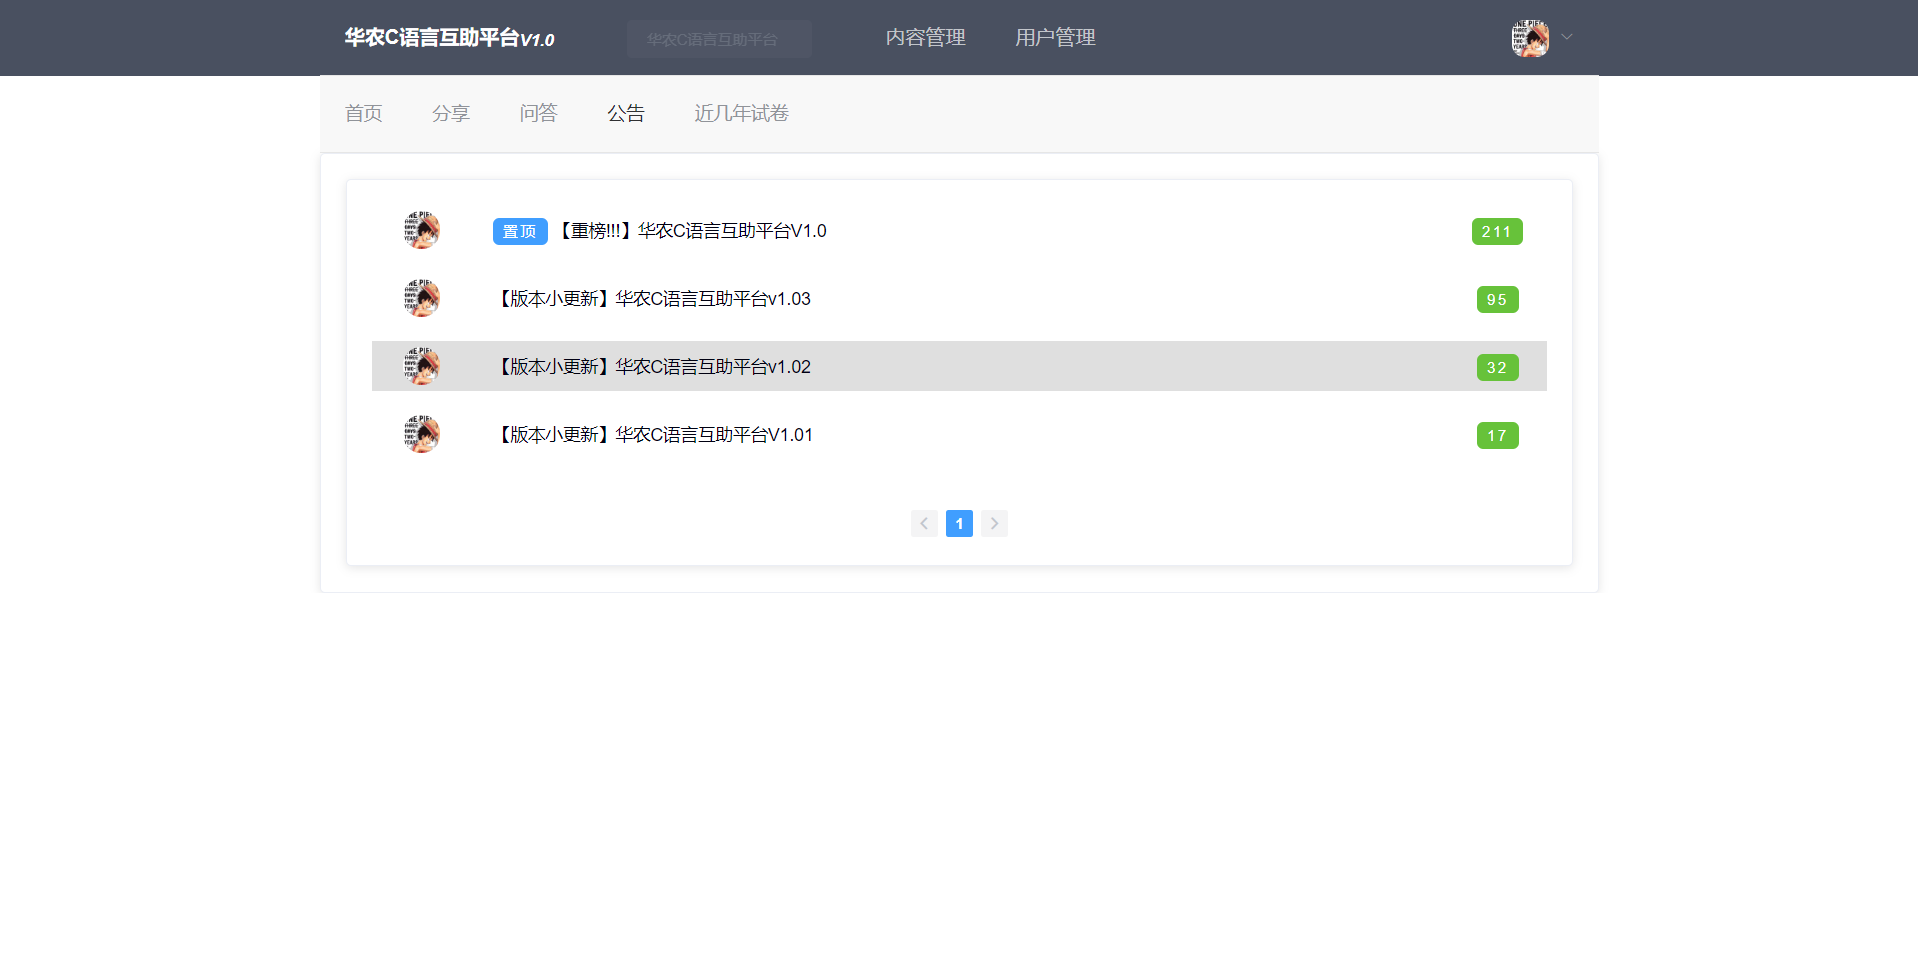 华农C语言互助平台V1.0 华农C语言互助平台 内容管理 用户管理
首页 分享 问答 公告 近几年试卷
置顶 【重榜!!!】华农C语言互助平台V1.0 211
【版本小更新】华农C语言互助平台v1.03 95
【版本小更新】华农C语言互助平台v1.02 32
【版本小更新】华农C语言互助平台V1.01 17
1